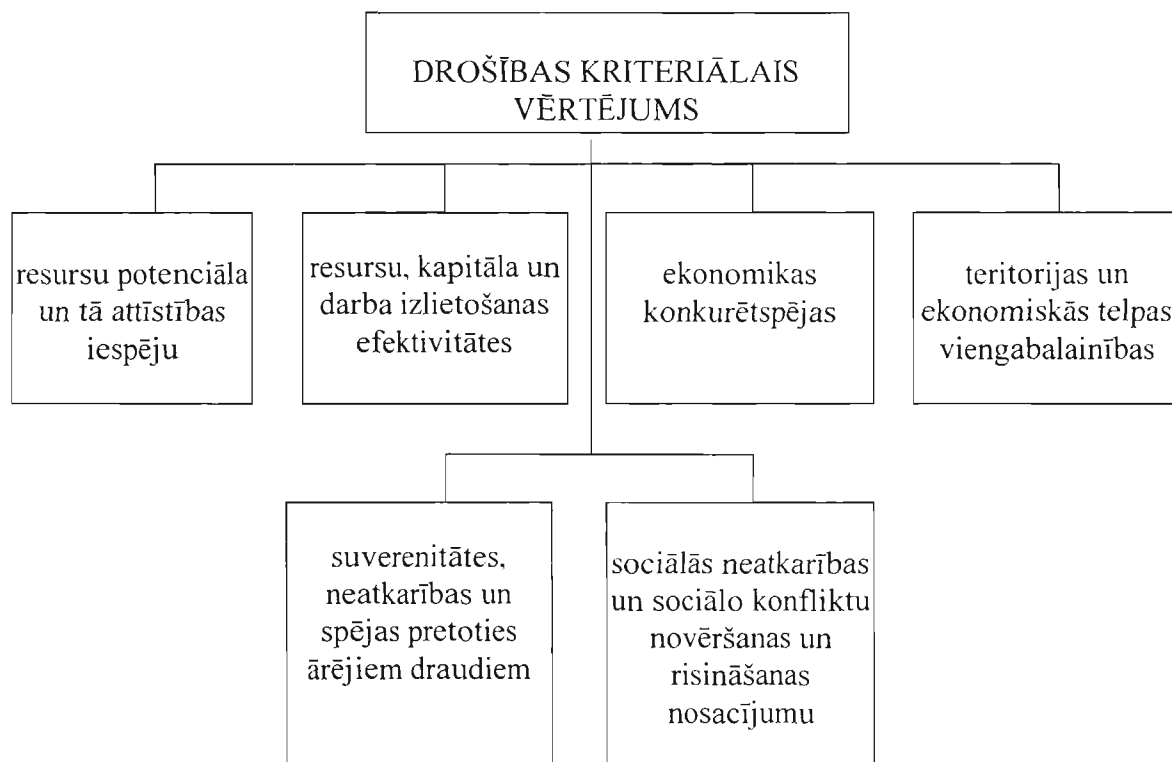 DROŠĪBAS KRITERIĀLAIS
VĒRTĒJUMS
resursu potenciāla
un tā attīstības
iespēju
resursu, kapitāla un
darba izlietošanas
efektivitātes
ekonomikas
konkurētspējas
teritorijas un
ekonomiskās telpas
viengabalainības
suverenitātes,
neatkarības un
spējas pretoties
ārējiem draudiem
sociālās neatkarības
un sociālo konfliktu
novēršanas un
risināšanas
nosacījumu